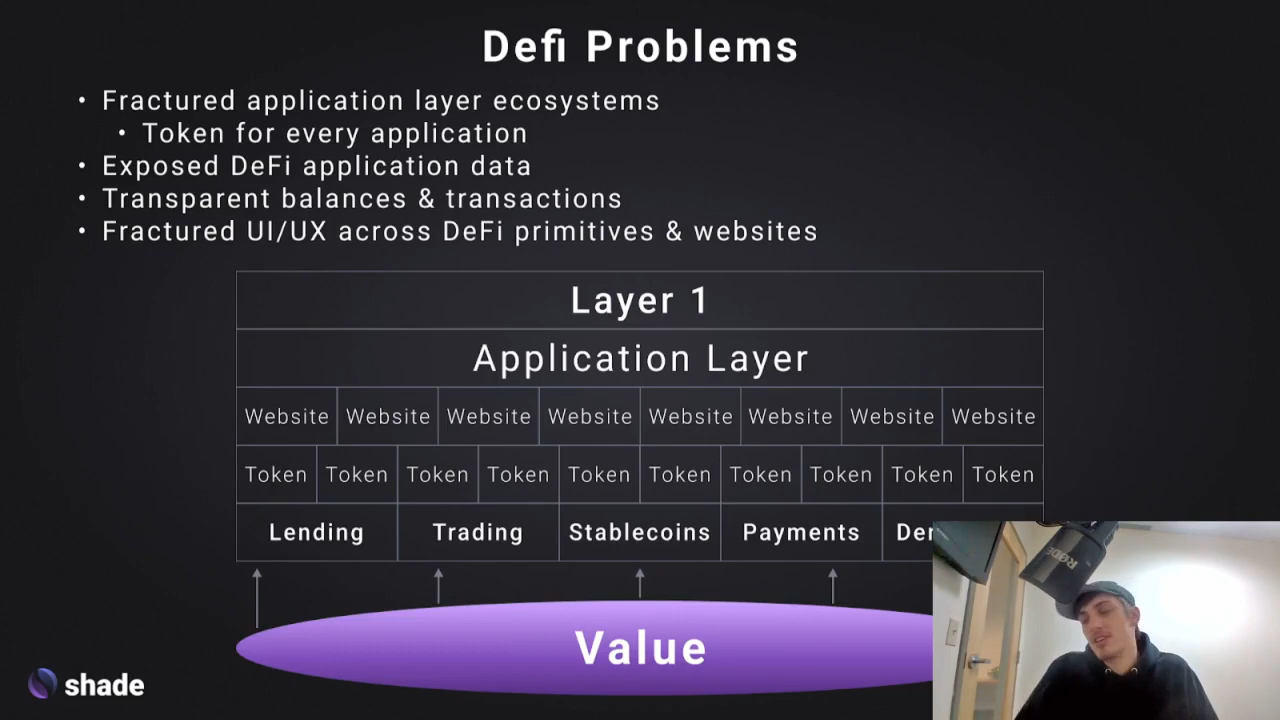 Defi Problems
• Fractured application layer ecosystems
• Token for every application
• Exposed DeFi application data
• Transparent balances & transactions
• Fractured UI/UX across DeFi primitives & websites
Layer 1
Application Layer
Website Website Website Website Website Website Website Website
Token Token Token Token Token Token Token Token Token Token
Lending Trading Stablecoins Payments
Value
shade
RØDE